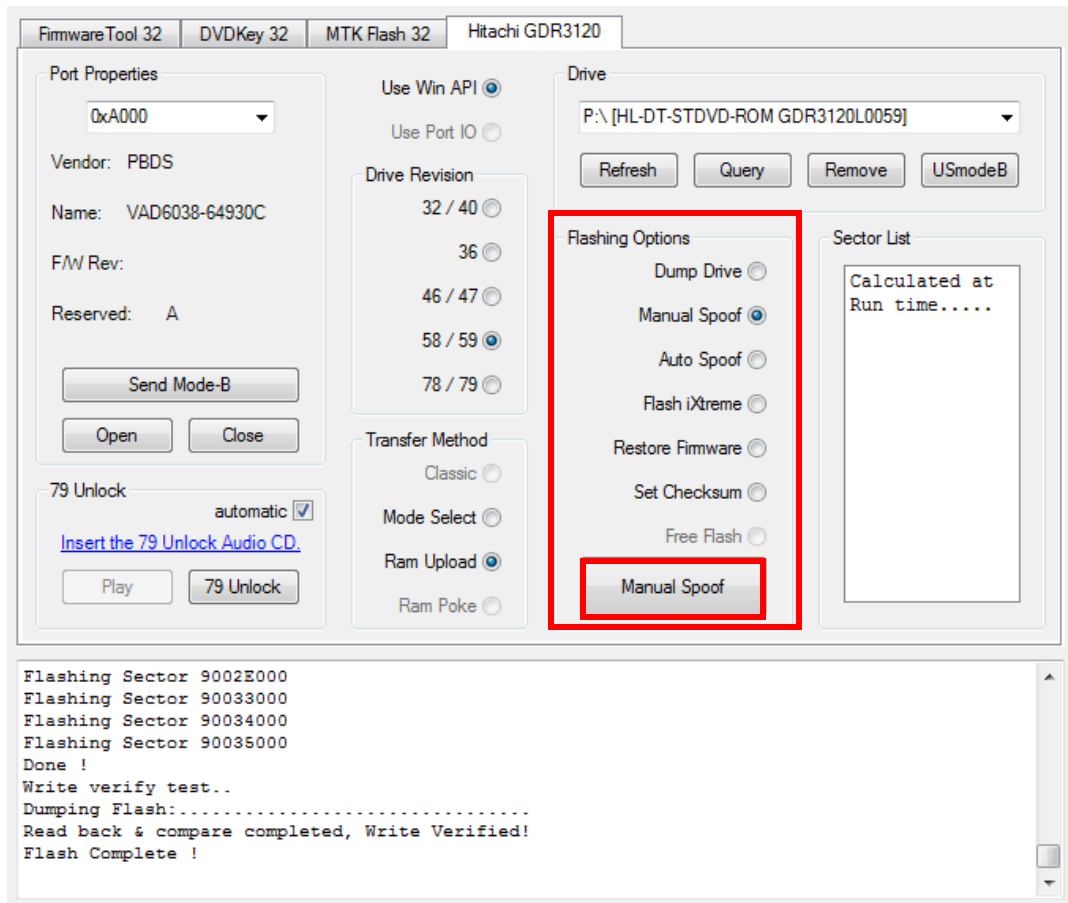 FirmwareTool 32
DVDKey 32
MTK Flash 32
Hitachi GDR3120
Port Properties
0xA000
Vendor: PBDS
Name: VAD6038-64930C
F/W Rev:
Reserved: A
Send Mode-B
Open
Close
79 Unlock
automatic
Insert the 79 Unlock Audio CD.
Play
79 Unlock
Use Win API
Use Port IO
Drive Revision
32 / 40
36
46 / 47
58 / 59
78 / 79
Transfer Method
Classic
Mode Select
Ram Upload
Ram Poke
Drive
P:\ [HL-DT-STDVD-ROM GDR3120L0059]
Refresh
Query
Remove
USmodeB
Flashing Options
Dump Drive
Manual Spoof
Auto Spoof
Flash iXtreme
Restore Firmware
Set Checksum
Free Flash
Manual Spoof
Sector List
Calculated at
Run time.....
Flashing Sector 9002E000
Flashing Sector 90033000
Flashing Sector 90034000
Flashing Sector 90035000
Done !
Write verify test..
Dumping Flash:................................
Read back & compare completed, Write Verified!
Flash Complete !